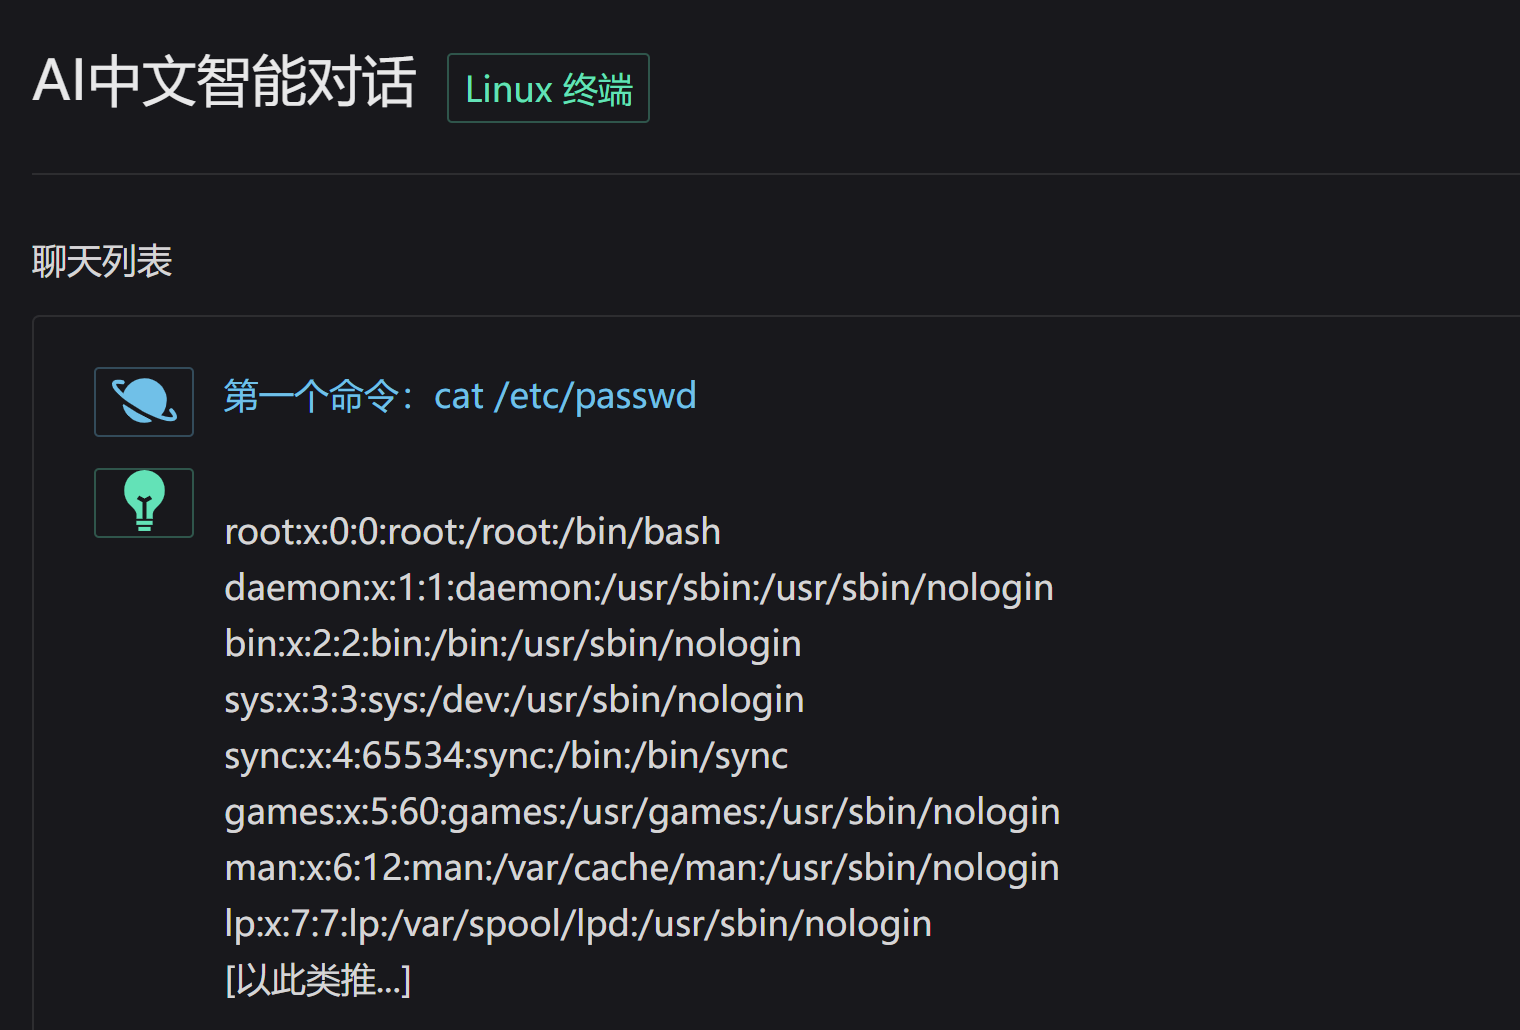 AI中文智能对话 Linux 终端
聊天列表
第一个命令：cat /etc/passwd
root:x:0:0:root:/root:/bin/bash
daemon:x:1:1:daemon:/usr/sbin:/usr/sbin/nologin
bin:x:2:2:bin:/bin:/usr/sbin/nologin
sys:x:3:3:sys:/dev:/usr/sbin/nologin
sync:x:4:65534:sync:/bin:/bin/sync
games:x:5:60:games:/usr/games:/usr/sbin/nologin
man:x:6:12:man:/var/cache/man:/usr/sbin/nologin
lp:x:7:7:lp:/var/spool/lpd:/usr/sbin/nologin
[以此类推...]